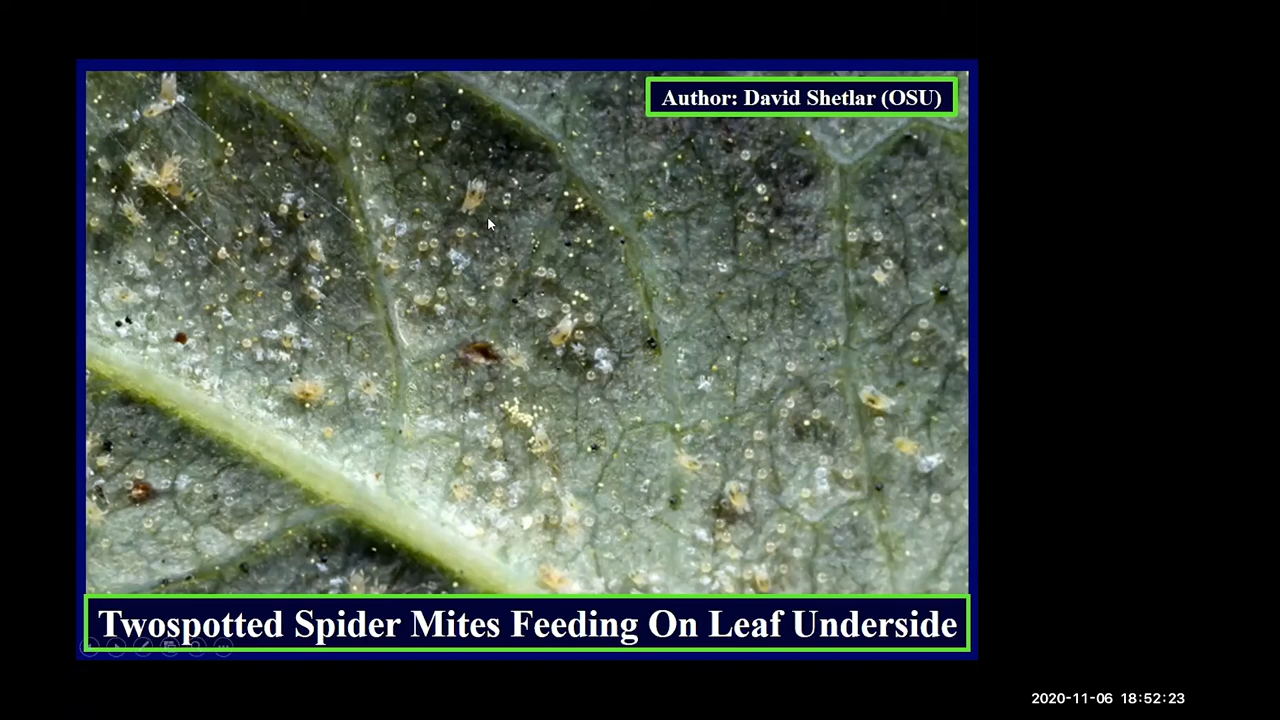 Author: David Shetlar (OSU)
Twospotted Spider Mites Feeding On Leaf Underside
2020-11-06 18:52:23